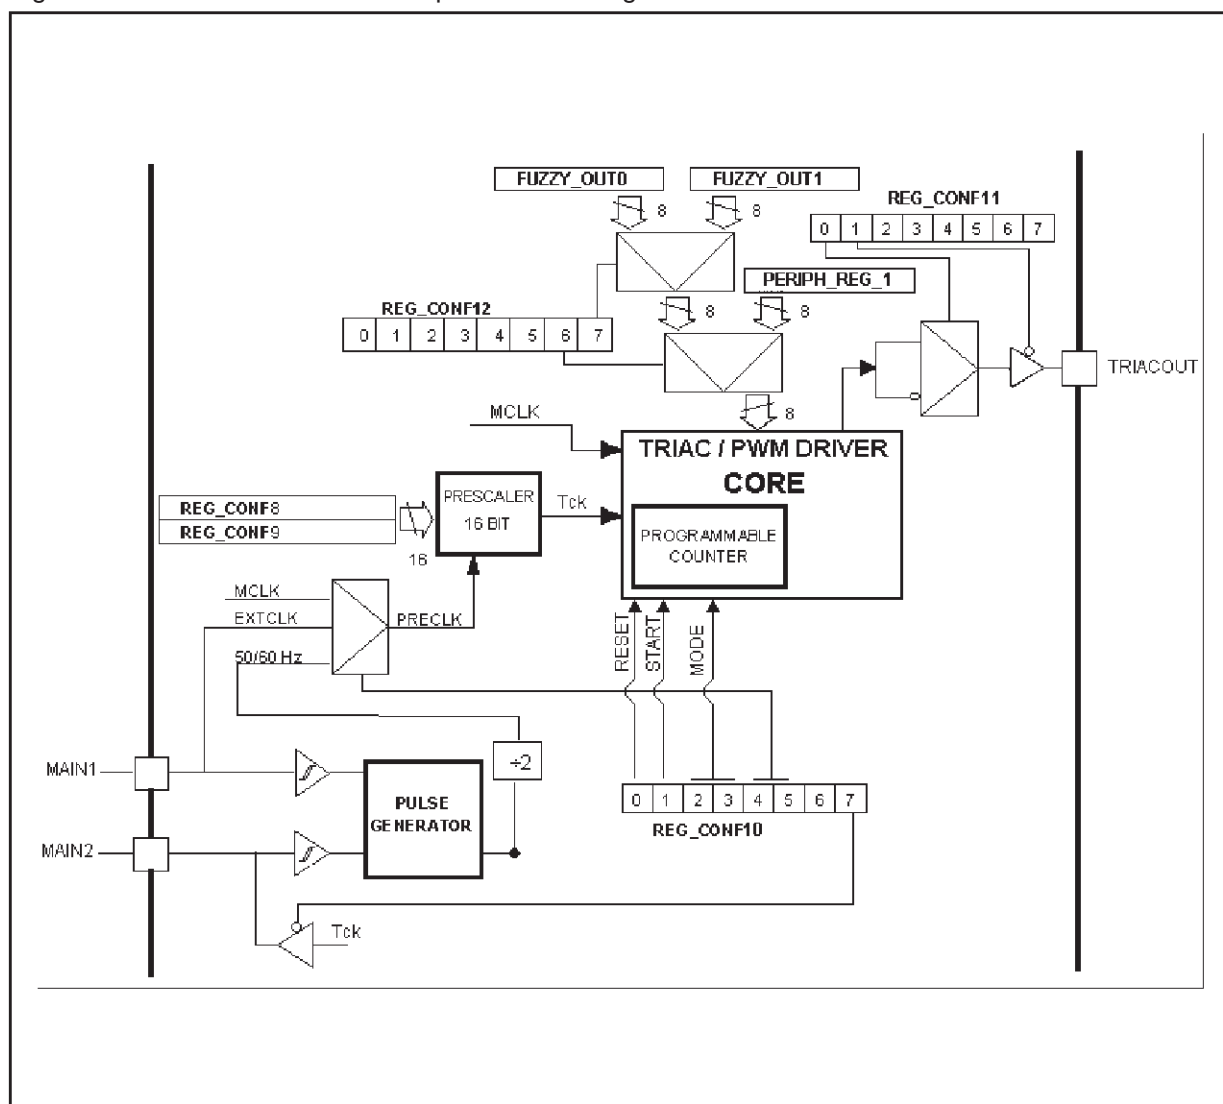 FUZZY_OUT0
FUZZY_OUT1
8
8
REG_CONF11
0 1 2 3 4 5 6 7
PERIPH_REG_1
REG_CONF12
8
8
0 1 2 3 4 5 6 7
TRIACOUT
8
MCLK
TRIAC / PWM DRIVER
CORE
REG_CONF8
REG_CONF9
16
PRESCALER
16 BIT
Tck
PROGRAMMABLE
COUNTER
MCLK
EXTCLK
50/60 Hz
PRECLK
RESET
START
MODE
÷2
MAIN1
MAIN2
PULSE
GENERATOR
0 1 2 3 4 5 6 7
REG_CONF10
Tck